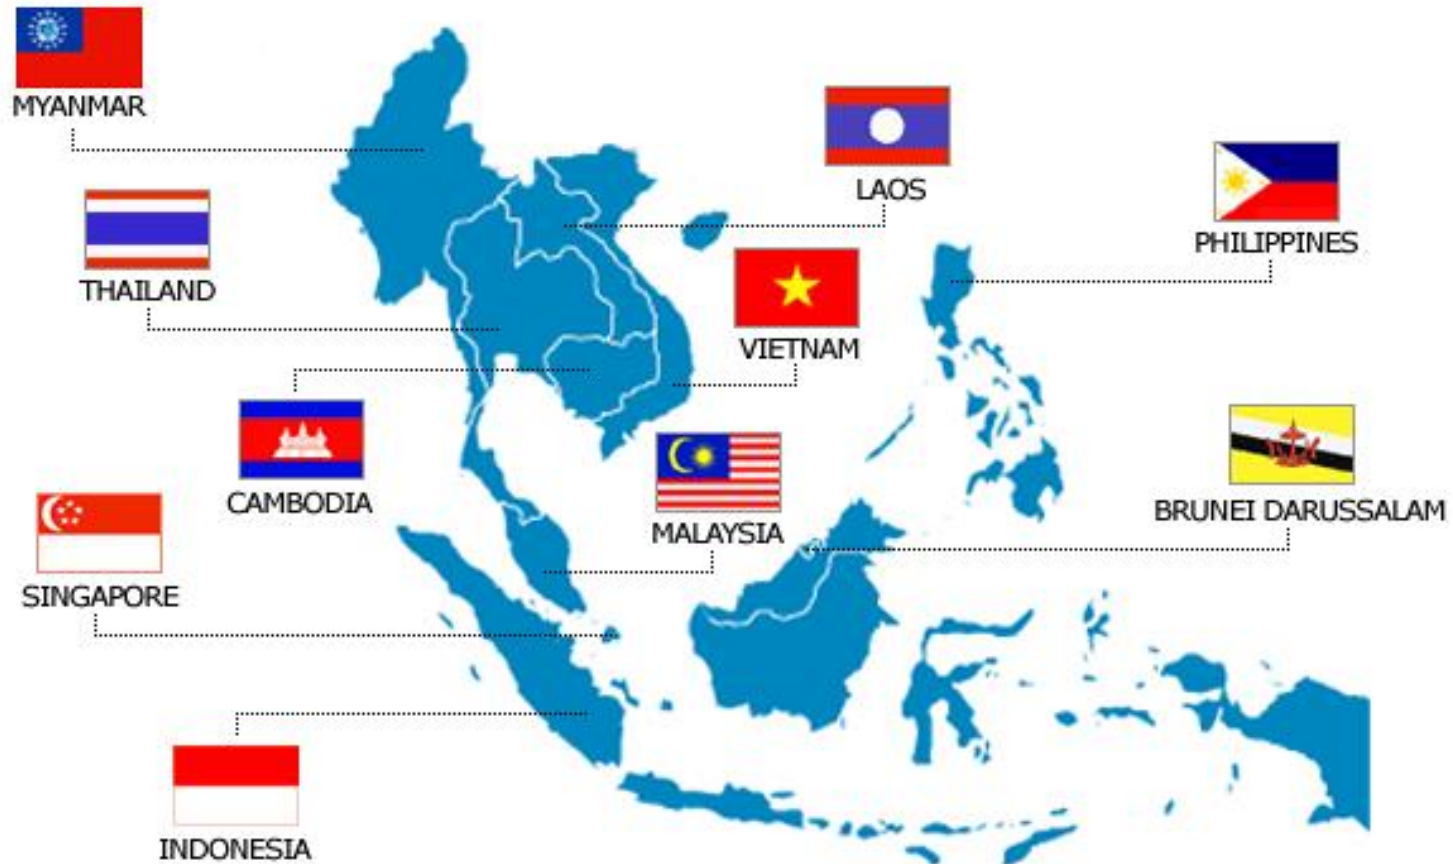 MYANMAR
LAOS
PHILIPPINES
THAILAND
VIETNAM
CAMBODIA
BRUNEI DARUSSALAM
MALAYSIA
SINGAPORE
INDONESIA